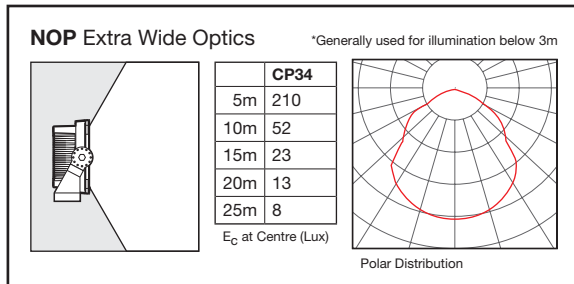 NOP Extra Wide Optics
*Generally used for illumination below 3m
CP34
5m 210
10m 52
15m 23
20m 13
25m 8
EC at Centre (Lux)
Polar Distribution